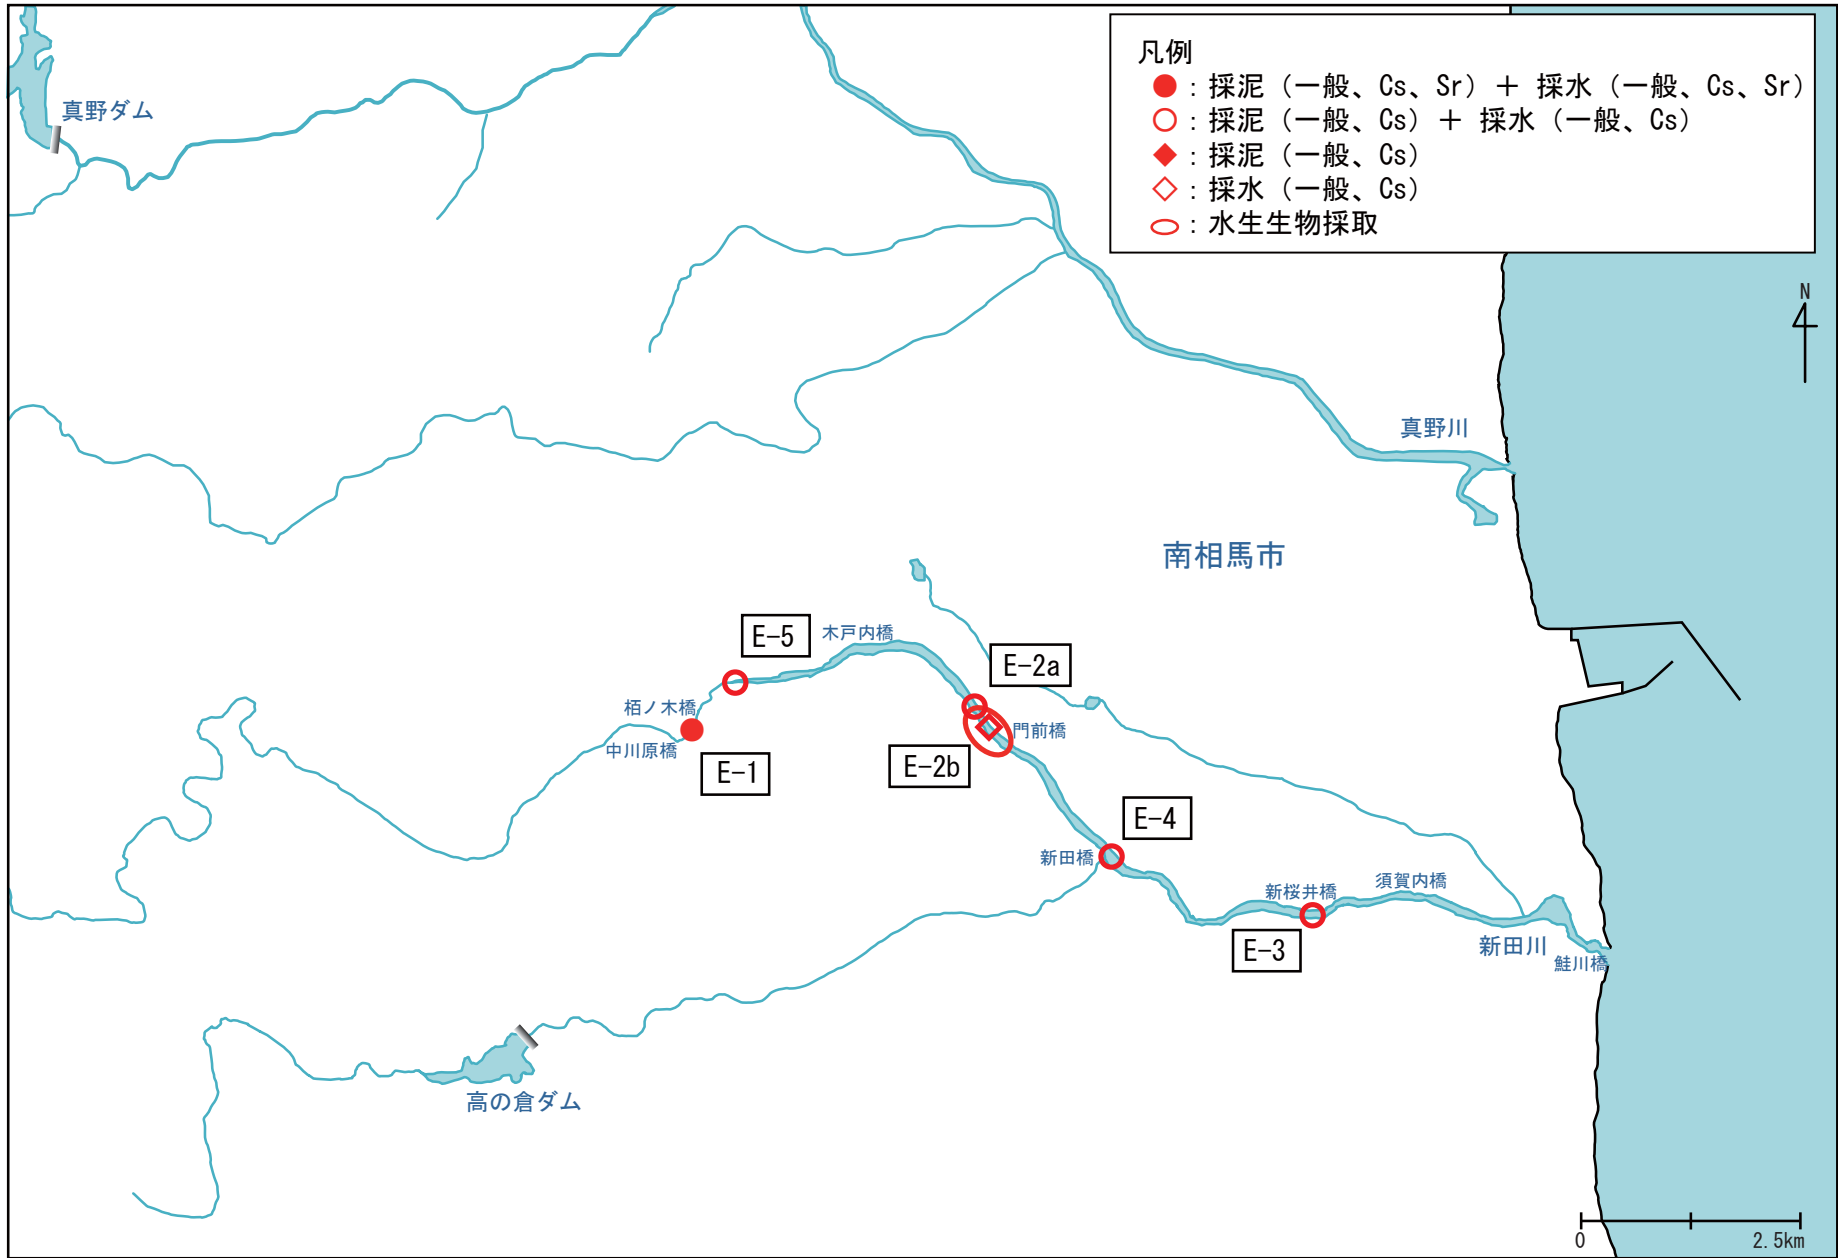 凡例
：採泥（一般、Cs、Sr）＋ 採水（一般、Cs、Sr）
：採泥（一般、Cs）＋ 採水（一般、Cs）
：採泥（一般、Cs）
：採水（一般、Cs）
：水生生物採取
真野ダム
N
真野川
南相馬市
E-5
木戸内橋
E-2a
栢ノ木橋
門前橋
中川原橋
E-1
E-2b
E-4
新田橋
須賀内橋
新桜井橋
E-3
新田川
鮭川橋
高の倉ダム
0
2.5km